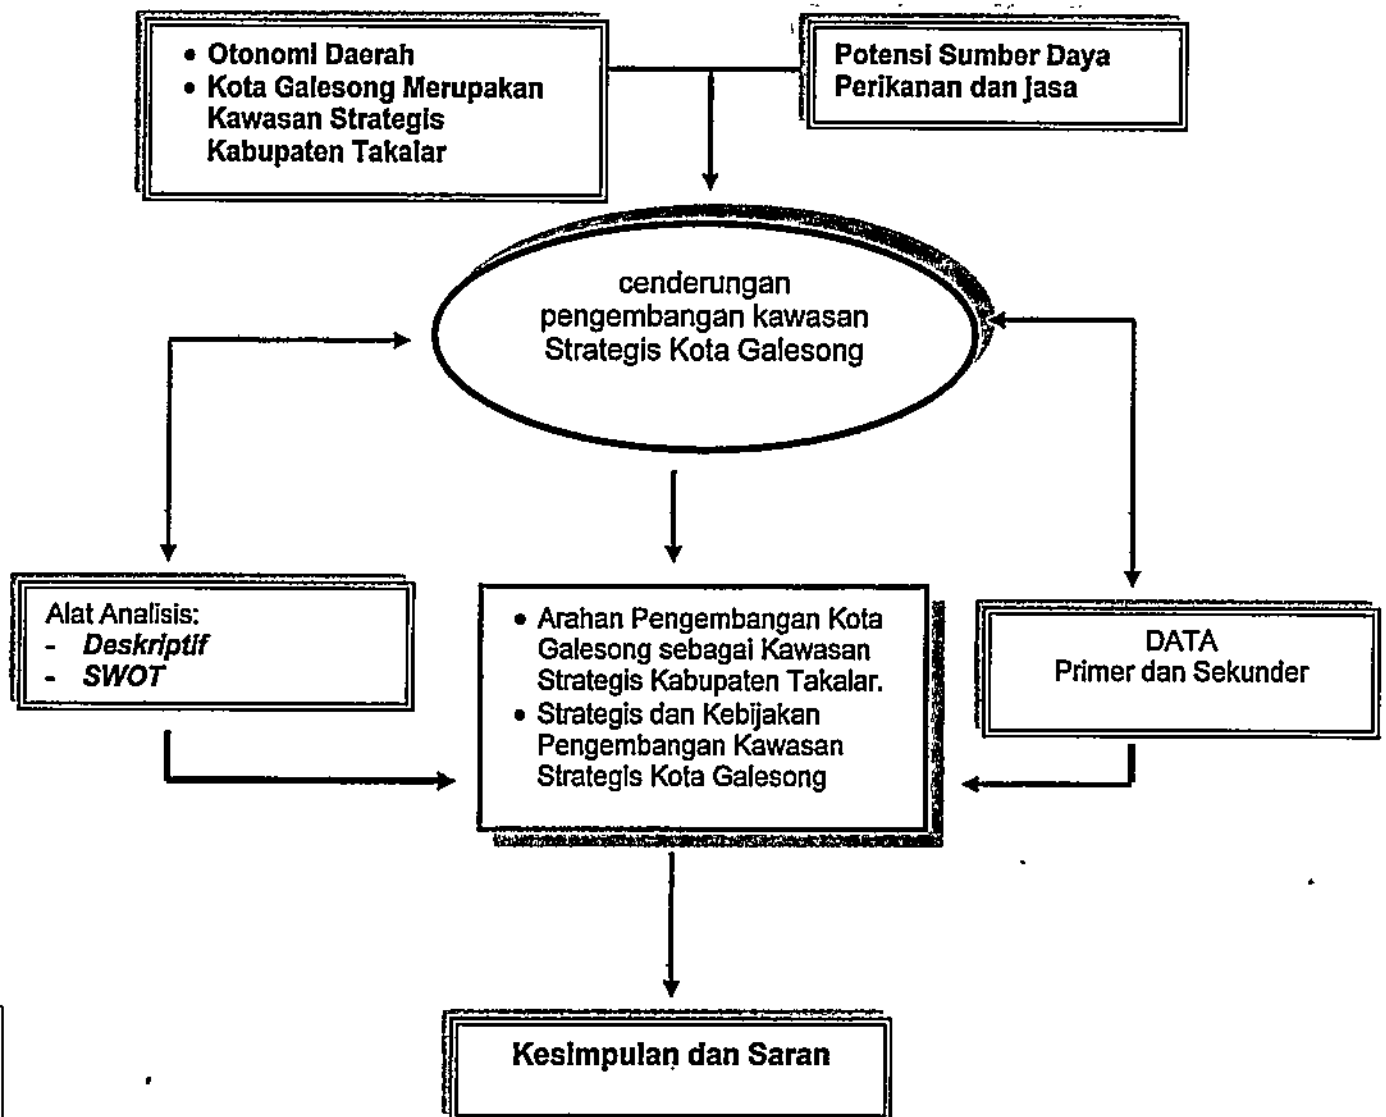 • Otonomi Daerah
• Kota Galesong Merupakan
Kawasan Strategis
Kabupaten Takalar
Potensi Sumber Daya
Perikanan dan jasa
cenderungan
pengembangan kawasan
Strategis Kota Galesong
Alat Analisis:
- Deskriptif
- SWOT
• Arahan Pengembangan Kota
Galesong sebagai Kawasan
Strategis Kabupaten Takalar.
• Strategis dan Kebijakan
Pengembangan Kawasan
Strategis Kota Galesong
DATA
Primer dan Sekunder
Kesimpulan dan Saran